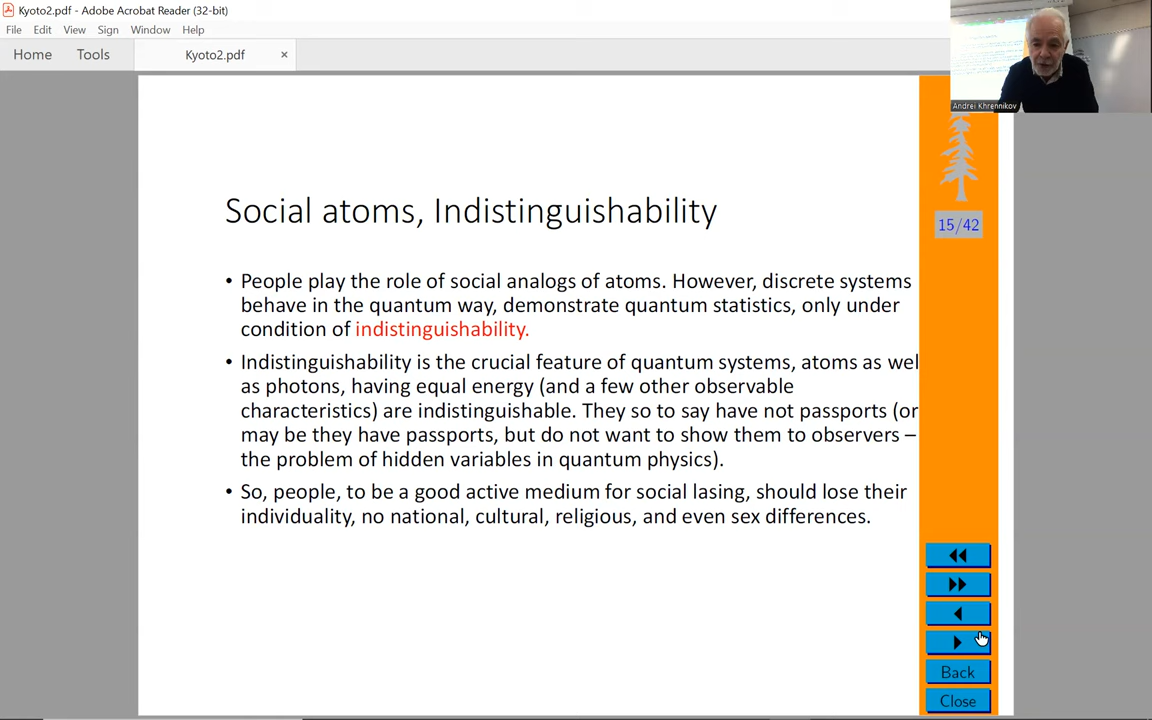 Kyoto2.pdf - Adobe Acrobat Reader (32-bit)
File Edit View Sign Window Help
Home Tools Kyoto2.pdf ×
Andrei Khrennikov
15/42
Social atoms, Indistinguishability
• People play the role of social analogs of atoms. However, discrete systems
behave in the quantum way, demonstrate quantum statistics, only under
condition of indistinguishability.
• Indistinguishability is the crucial feature of quantum systems, atoms as wel
as photons, having equal energy (and a few other observable
characteristics) are indistinguishable. They so to say have not passports (or
may be they have passports, but do not want to show them to observers –
the problem of hidden variables in quantum physics).
• So, people, to be a good active medium for social lasing, should lose their
individuality, no national, cultural, religious, and even sex differences.
Back
Close